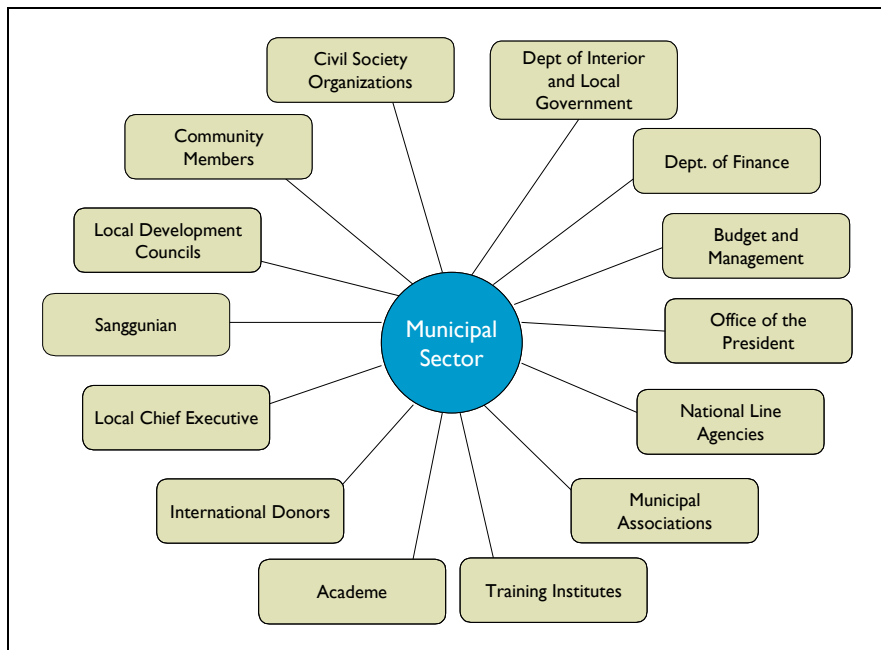 Civil Society
Organizations
Dept of Interior
and Local
Government
Community
Members
Dept. of Finance
Local Development
Councils
Budget and
Management
Sanggunian
Municipal
Sector
Office of the
President
Local Chief Executive
National Line
Agencies
International Donors
Municipal
Associations
Academe
Training Institutes